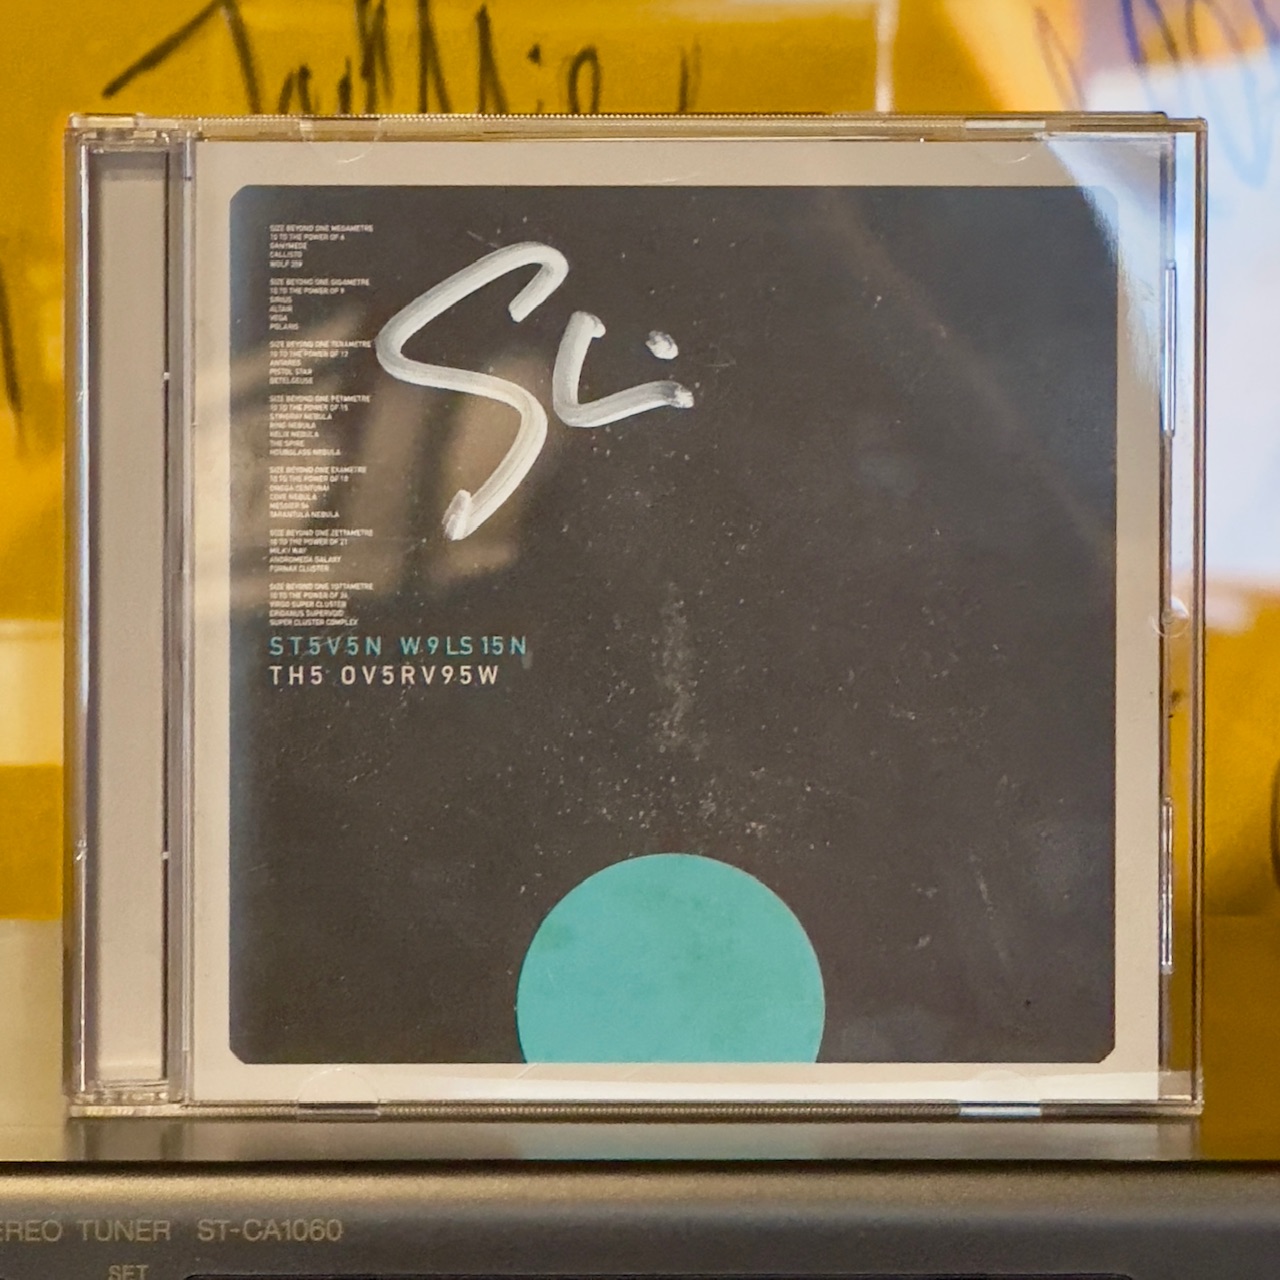 SIZE BEYOND ONE MEGAMETRE
10 TO THE POWER OF 6
GANYMEDE
CALLISTO
WOLF 359
SIZE BEYOND ONE GIGAMETRE
10 TO THE POWER OF 9
SIRIUS
ALTAIR
VEGA
POLARIS
SIZE BEYOND ONE TERAMETRE
10 TO THE POWER OF 12
ANTARES
PISTOL STAR
BETELGEUSE
SIZE BEYOND ONE PETAMETRE
10 TO THE POWER OF 15
STINGRAY NEBULA
RING NEBULA
HELIX NEBULA
THE SPIRE
HOURGLASS NEBULA
SIZE BEYOND ONE EXAMETRE
10 TO THE POWER OF 18
OMEGA CENTURAI
CONE NEBULA
MESSIER 54
TARANTULA NEBULA
SIZE BEYOND ONE ZETTAMETRE
10 TO THE POWER OF 21
MILKY WAY
ANDROMEDA GALAXY
FORNAX CLUSTER
SIZE BEYOND ONE YOTTAMETRE
10 TO THE POWER OF 24
VIRGO SUPER CLUSTER
ERIDANUS SUPERVOID
SUPER CLUSTER COMPLEX
ST5V5N W9LS15N
TH5 OV5RV95W
TUNER ST-CA1060
SET